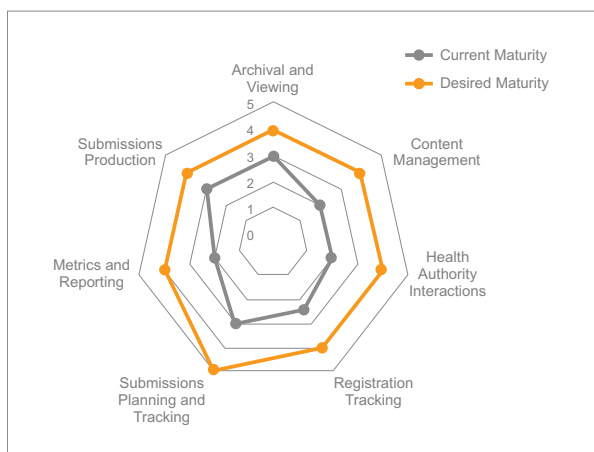 Current Maturity
Desired Maturity
Archival and
Viewing
5
4
3
2
1
0
Submissions
Production
Content
Management
Metrics and
Reporting
Health
Authority
Interactions
Submissions
Planning and
Tracking
Registration
Tracking